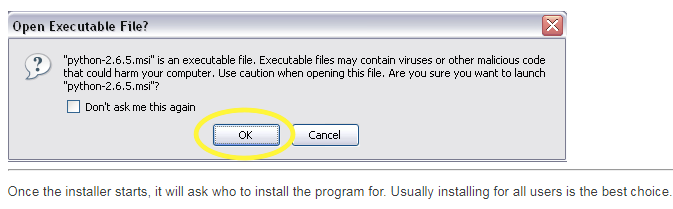 Open Executable File?
"python-2.6.5.msi" is an executable file. Executable files may contain viruses or other malicious code
that could harm your computer. Use caution when opening this file. Are you sure you want to launch
"python-2.6.5.msi"?
Don't ask me this again
OK Cancel
Once the installer starts, it will ask who to install the program for. Usually installing for all users is the best choice.